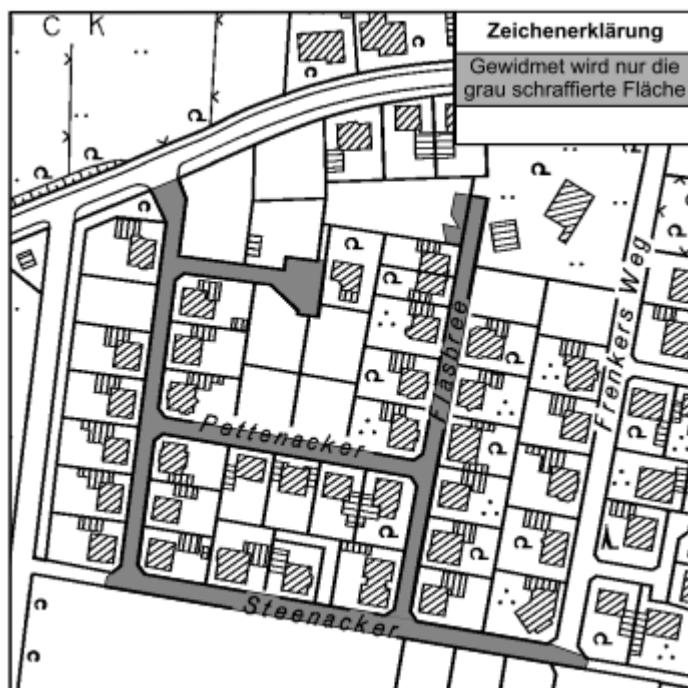 C K
Zeichenerklärung
Gewidmet wird nur die
grau schraffierte Fläche
Frenkers Weg
Flasbree
Pettenacker
Steenacker